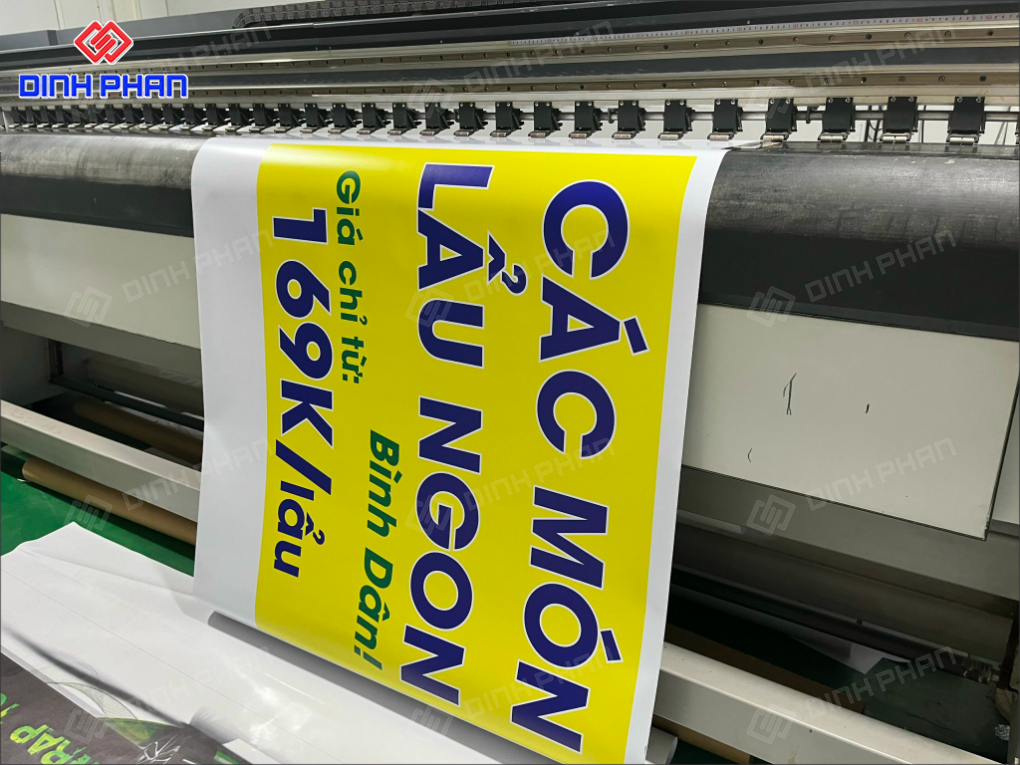 DINH PHAN
CÁC MÓN
LẨU NGON
Bình Dân!
Giá chỉ từ:
169K/lẩu